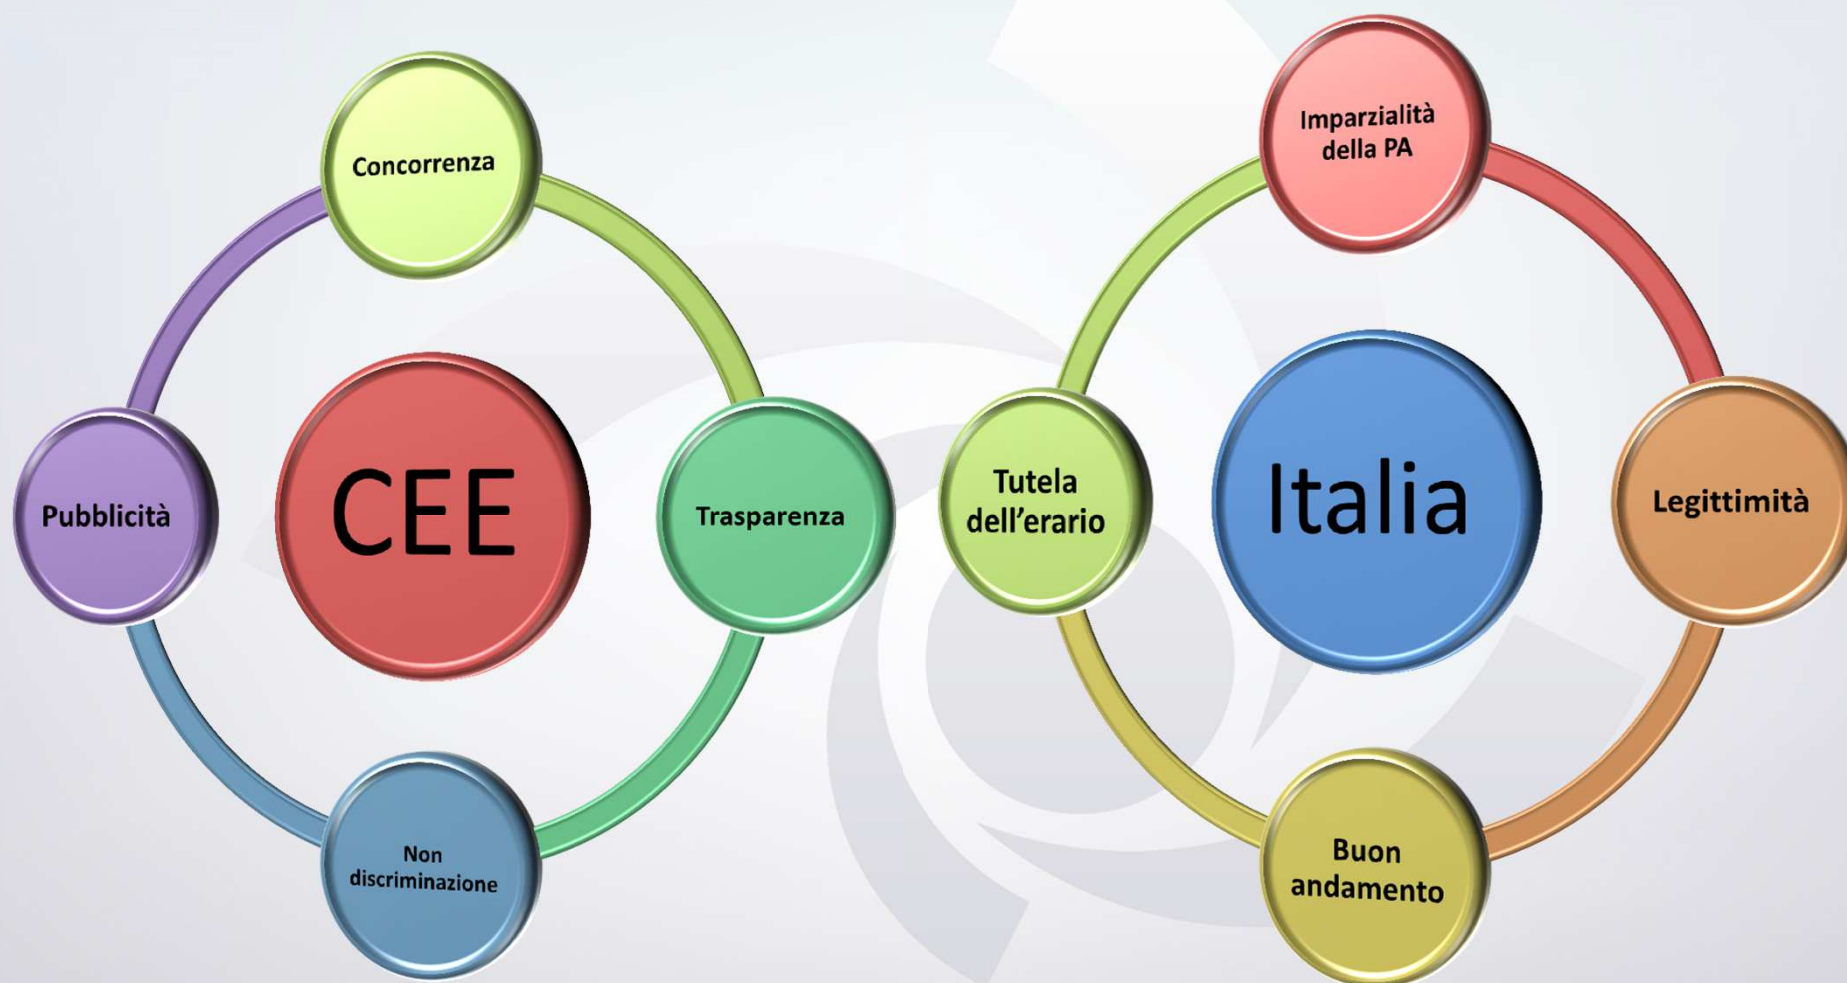 Concorrenza
Pubblicità
CEE
Trasparenza
Non
discriminazione
Imparzialità
della PA
Tutela
dell’erario
Italia
Legittimità
Buon
andamento